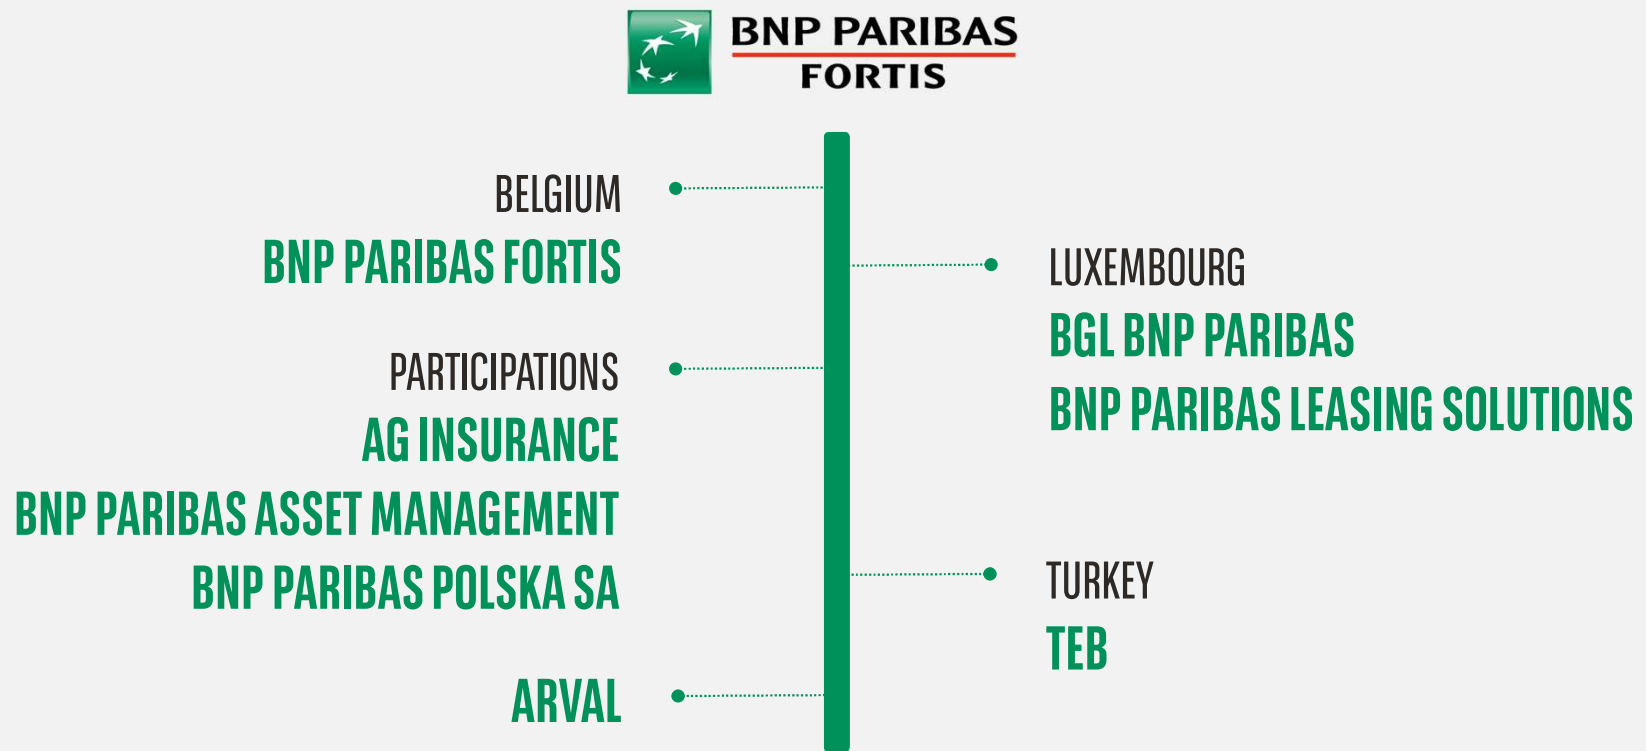 BNP PARIBAS
FORTIS
BELGIUM
BNP PARIBAS FORTIS
LUXEMBOURG
BGL BNP PARIBAS
BNP PARIBAS LEASING SOLUTIONS
PARTICIPATIONS
AG INSURANCE
BNP PARIBAS ASSET MANAGEMENT
BNP PARIBAS POLSKA SA
TURKEY
TEB
ARVAL